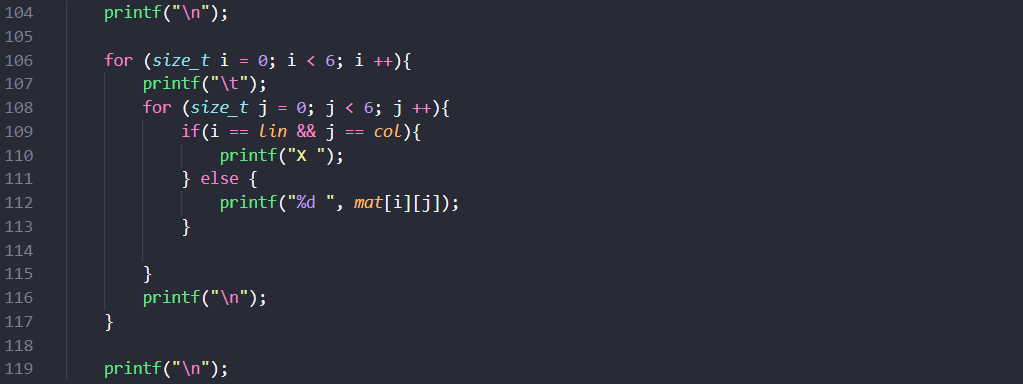 104 printf("\n");
105
106 for (size_t i = 0; i < 6; i ++){
107 printf("\t");
108 for (size_t j = 0; j < 6; j ++){
109 if(i == lin && j == col){
110 printf("X ");
111 } else {
112 printf("%d ", mat[i][j]);
113 }
114
115 }
116 printf("\n");
117 }
118
119 printf("\n");